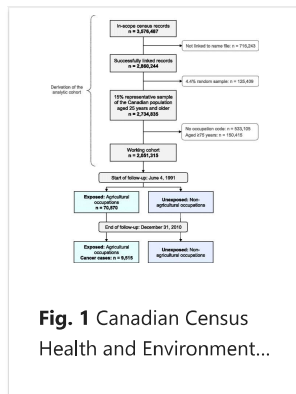 In-scope census records
n = 3,576,487
Not linked to name file: n = 716,243
Successfully linked records
n = 2,860,244
4.4% random sample: n = 125,409
Derivation of the
analytic cohort
15% representative sample
of the Canadian population
aged 25 years and older
n = 2,734,835
No occupation code: n = 533,105
Aged ≥75 years: n = 150,415
Working cohort
n = 2,051,315
Start of follow-up: June 4, 1991
Exposed: Agricultural
occupations
n = 70,570
Unexposed: Non-
agricultural occupations
End of follow-up: December 31, 2010
Exposed: Agricultural
occupations
Cancer cases: n = 9,515
Unexposed: Non-
agricultural occupations
Fig. 1 Canadian Census
Health and Environment...